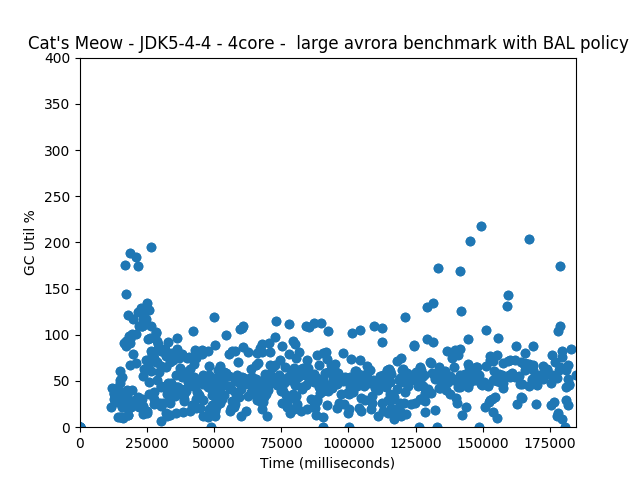 Cat's Meow - JDK5-4-4 - 4core -  large avrora benchmark with BAL policy
400
350
300
250
200
150
100
50
0
GC Util %
0 25000 50000 75000 100000 125000 150000 175000
Time (milliseconds)